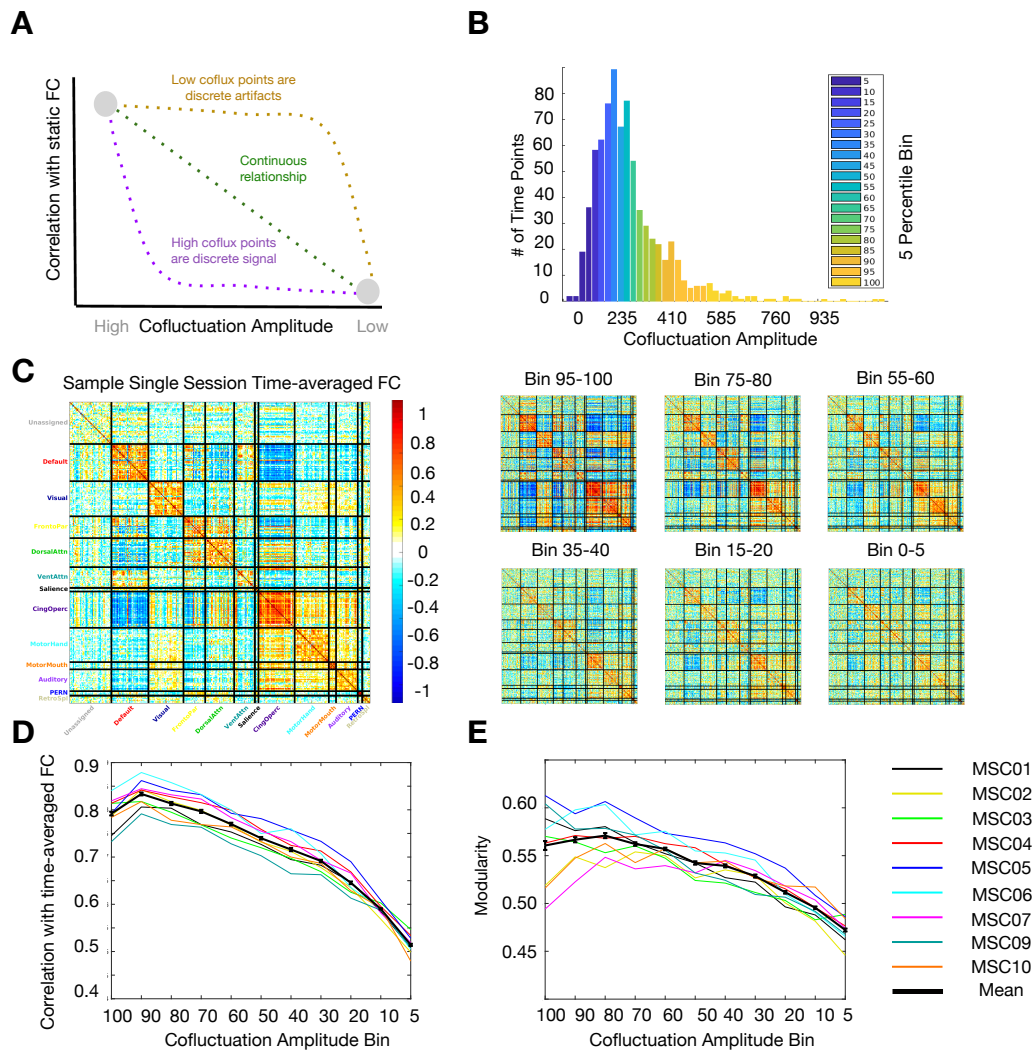 A
Correlation with static FC
Low coflux points are
discrete artifacts
Continuous
relationship
High coflux points
are discrete signal
High
Cofluctuation Amplitude
Low
B
# of Time Points
80
70
60
50
40
30
20
10
0
0 235 410 585 760 935
Cofluctuation Amplitude
5
10
15
20
25
30
35
40
45
50
55
60
65
70
75
80
85
90
95
100
5 Percentile Bin
C
Sample Single Session Time-averaged FC
Unassigned
Default
Visual
DorsalAttn
VentAttn
Salience
CingOperc
MotorHand
MotorMouth
Auditory
PERN
RetroSpl
Unassigned
Default
Visual
DorsalAttn
VentAttn
Salience
CingOperc
MotorHand
MotorMouth
Auditory
PERN
1
0.8
0.6
0.4
0.2
0
-0.2
-0.4
-0.6
-0.8
-1
Bin 95-100
Bin 75-80
Bin 55-60
Bin 35-40
Bin 15-20
Bin 0-5
D
Correlation with time-averaged FC
0.9
0.8
0.7
0.6
0.5
0.4
100 90 80 70 60 50 40 30 20 10 5
Cofluctuation Amplitude Bin
E
Modularity
0.60
0.55
0.50
0.45
100 90 80 70 60 50 40 30 20 10 5
Cofluctuation Amplitude Bin
MSC01
MSC02
MSC03
MSC04
MSC05
MSC06
MSC07
MSC09
MSC10
Mean